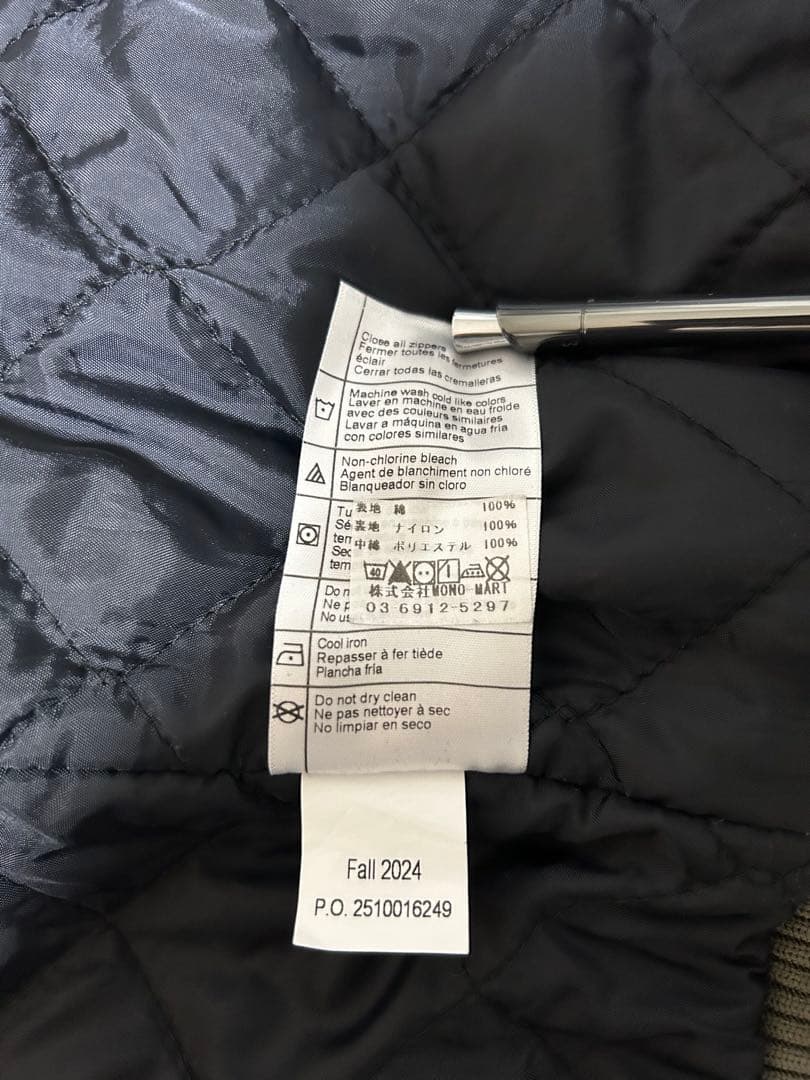 Close all zippers
Fermer toutes les fermetures
éclair
Cerrar todas las cremalleras
Machine wash cold like colors
Laver en machine en eau froide
avec des couleurs similaires
Lavar a máquina en agua fría
con colores similares
Non-chlorine bleach
Agent de blanchiment non chloré
Blanqueador sin cloro
表地 綿 100%
裏地 ナイロン 100%
中綿 ポリエステル 100%
40
株式会社MONO-MART
03 6912-5297
Cool iron
Repasser à fer tiède
Plancha fría
Do not dry clean
Ne pas nettoyer à sec
No limpiar en seco
Fall 2024
P.O. 2510016249